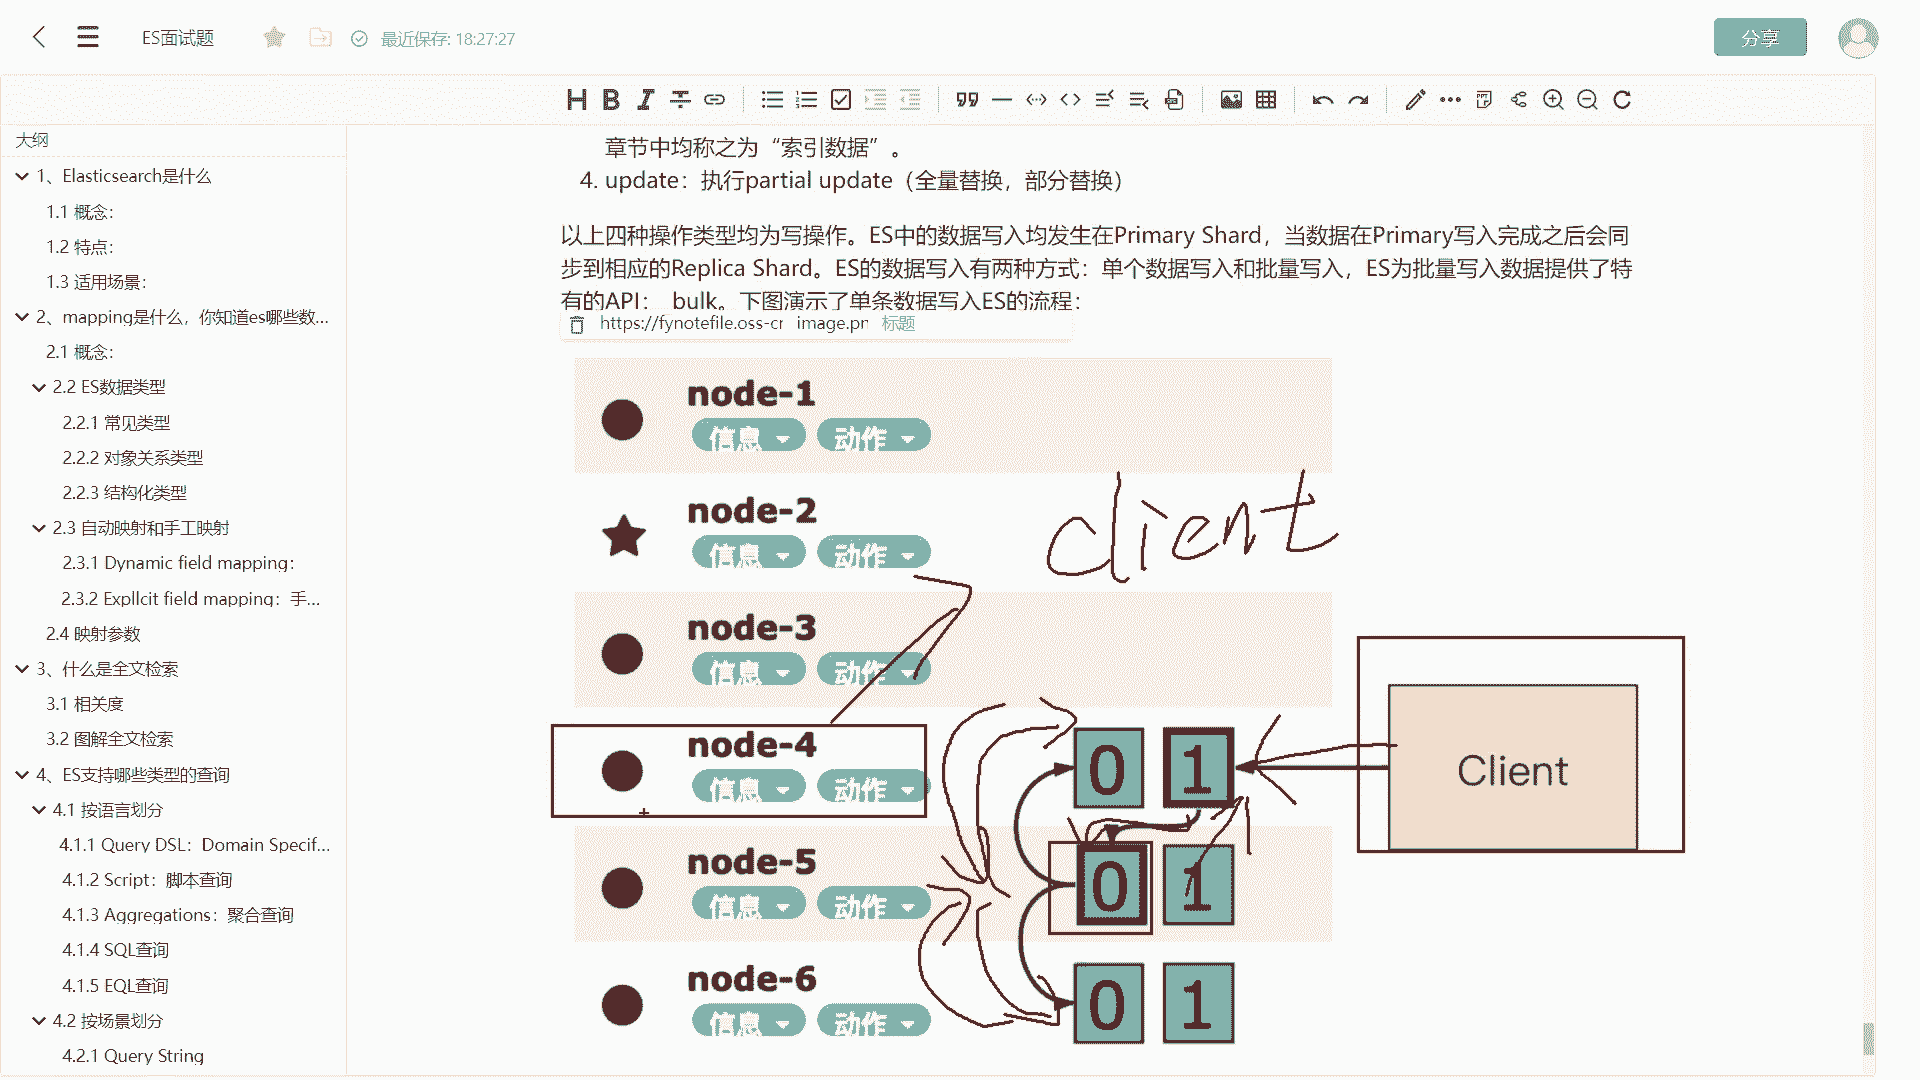 ES面试题
最近保存: 18:27:27
分享
大纲
1、Elasticsearch是什么
1.1 概念：
1.2 特点：
1.3 适用场景：
2、mapping是什么，你知道es哪些数...
2.1 概念：
2.2 ES数据类型
2.2.1 常见类型
2.2.2 对象关系类型
2.2.3 结构化类型
2.3 自动映射和手工映射
2.3.1 Dynamic field mapping：
2.3.2 Expllcit field mapping：手...
2.4 映射参数
3、什么是全文检索
3.1 相关度
3.2 图解全文检索
4、ES支持哪些类型的查询
4.1 按语言划分
4.1.1 Query DSL：Domain Specif...
4.1.2 Script：脚本查询
4.1.3 Aggregations：聚合查询
4.1.4 SQL查询
4.1.5 EQL查询
4.2 按场景划分
4.2.1 Query String
章节中均称之为“索引数据”。
4. update：执行partial update（全量替换，部分替换）
以上四种操作类型均为写操作。ES中的数据写入均发生在Primary Shard，当数据在Primary写入完成之后会同
步到相应的Replica Shard。ES的数据写入有两种方式：单个数据写入和批量写入，ES为批量写入数据提供了特
有的API： bulk。下图演示了单条数据写入ES的流程：
https://fynotefile.oss-cr image.pr 标题
node-1
信息 动作
node-2
信息 动作
client
node-3
信息 动作
node-4
信息 动作
0 1
Client
node-5
信息 动作
0 1
node-6
信息 动作
0 1